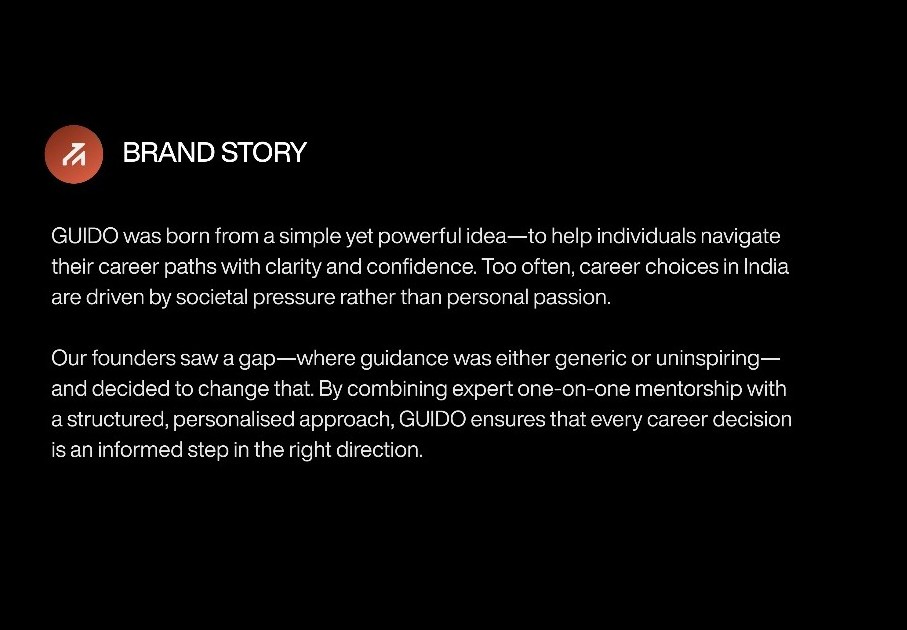 BRAND STORY
GUIDO was born from a simple yet powerful idea—to help individuals navigate
their career paths with clarity and confidence. Too often, career choices in India
are driven by societal pressure rather than personal passion.
Our founders saw a gap—where guidance was either generic or uninspiring—
and decided to change that. By combining expert one-on-one mentorship with
a structured, personalised approach, GUIDO ensures that every career decision
is an informed step in the right direction.